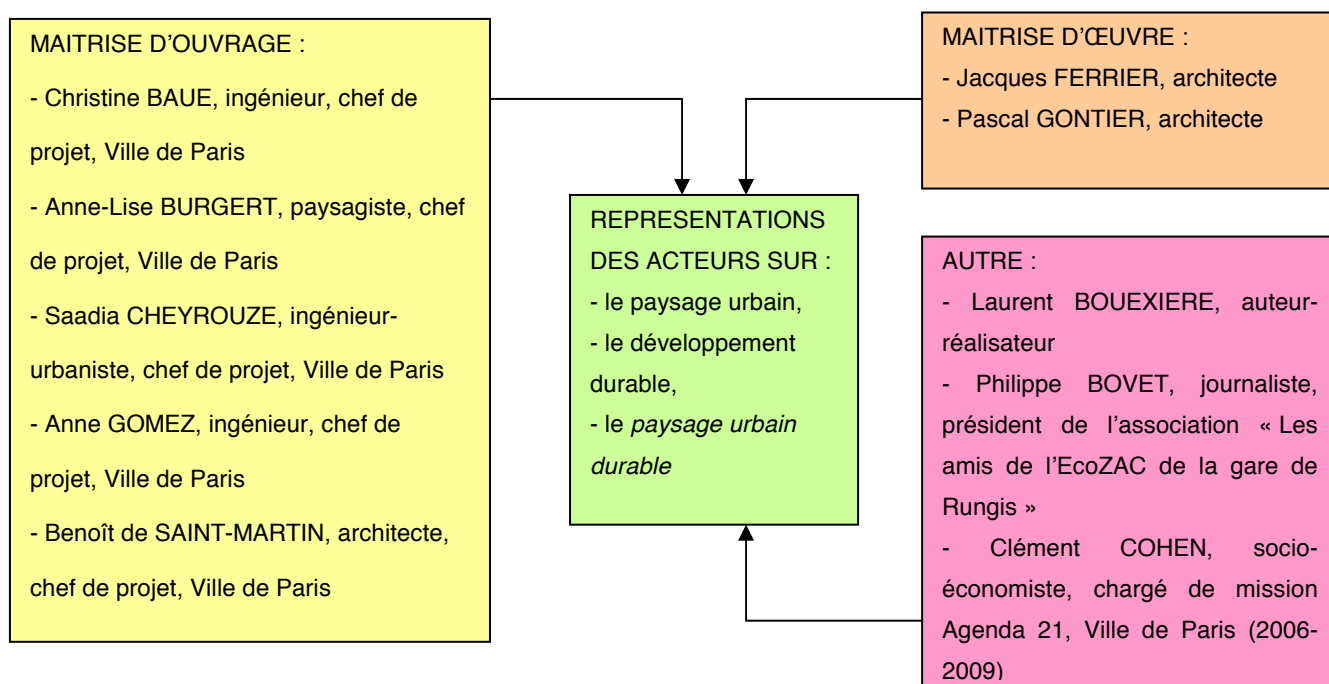 MAITRISE D'OUVRAGE :
- Christine BAUE, ingénieur, chef de
projet, Ville de Paris
- Anne-Lise BURGERT, paysagiste, chef
de projet, Ville de Paris
- Saadia CHEYROUZE, ingénieur-
urbaniste, chef de projet, Ville de Paris
- Anne GOMEZ, ingénieur, chef de
projet, Ville de Paris
- Benoît de SAINT-MARTIN, architecte,
chef de projet, Ville de Paris
REPRESENTATIONS
DES ACTEURS SUR :
- le paysage urbain,
- le développement
durable,
- le paysage urbain
durable
MAITRISE D'ŒUVRE :
- Jacques FERRIER, architecte
- Pascal GONTIER, architecte
AUTRE :
- Laurent BOUEXIERE, auteur-
réalisateur
- Philippe BOVET, journaliste,
président de l'association « Les
amis de l'EcoZAC de la gare de
Rungis »
- Clément COHEN, socio-
économiste, chargé de mission
Agenda 21, Ville de Paris (2006-
2009)